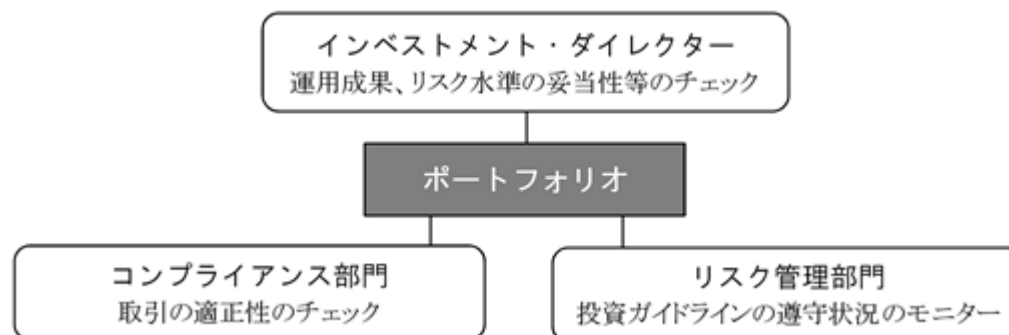 インベストメント・ダイレクター
運用成果、リスク水準の妥当性等のチェック
ポートフォリオ
コンプライアンス部門
取引の適正性のチェック
リスク管理部門
投資ガイドラインの遵守状況のモニター